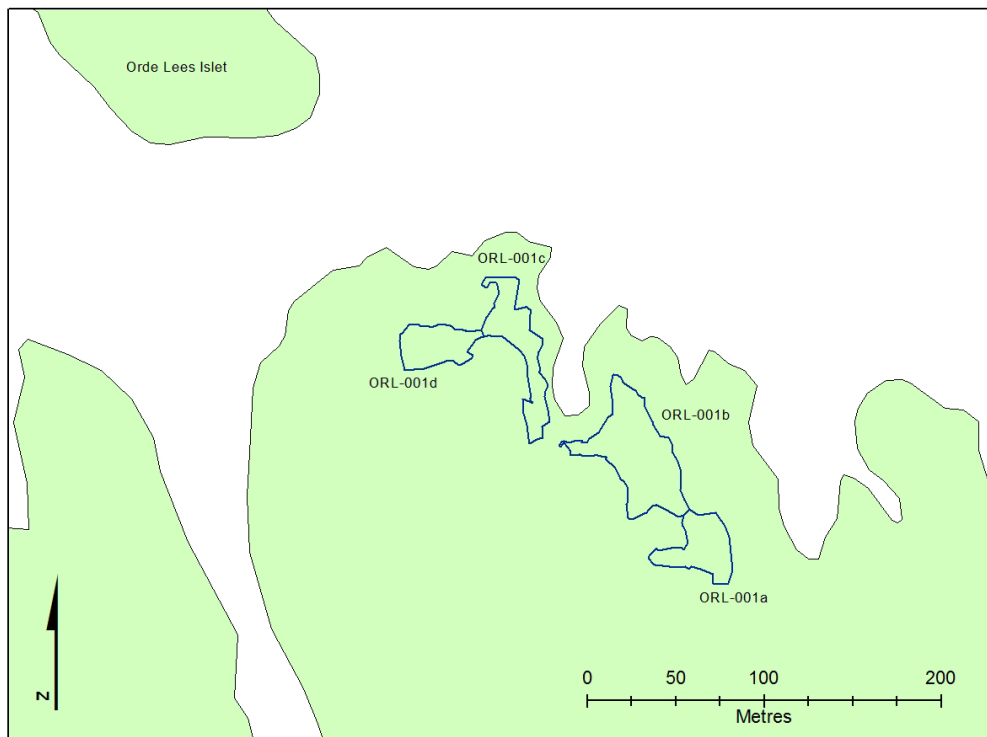 Orde Lees Islet
ORL-001c
ORL-001d
ORL-001b
ORL-001a
N
0 50 100 200
Metres